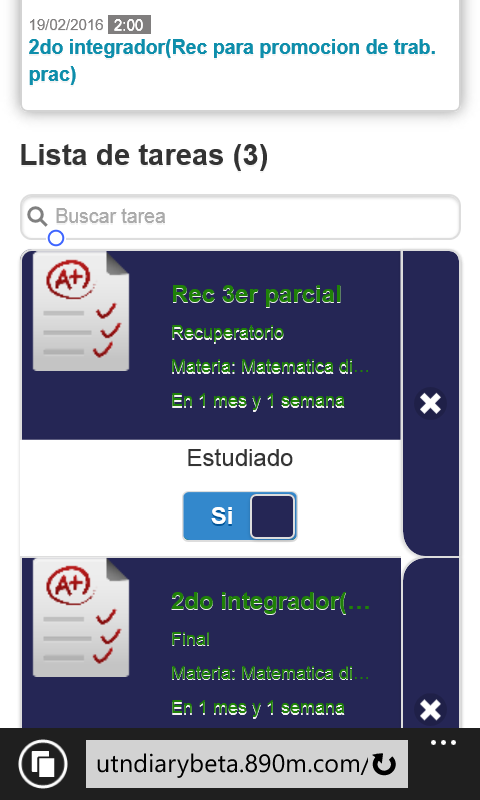 19/02/2016 2:00
2do integrador(Rec para promocion de trab.
prac)
Lista de tareas (3)
Buscar tarea
A+
Rec 3er parcial
Recuperatorio
Materia: Matematica di...
En 1 mes y 1 semana
Estudiado
Si
A+
2do integrador(...
Final
Materia: Matematica di...
En 1 mes y 1 semana
utndiarybeta.890m.com/